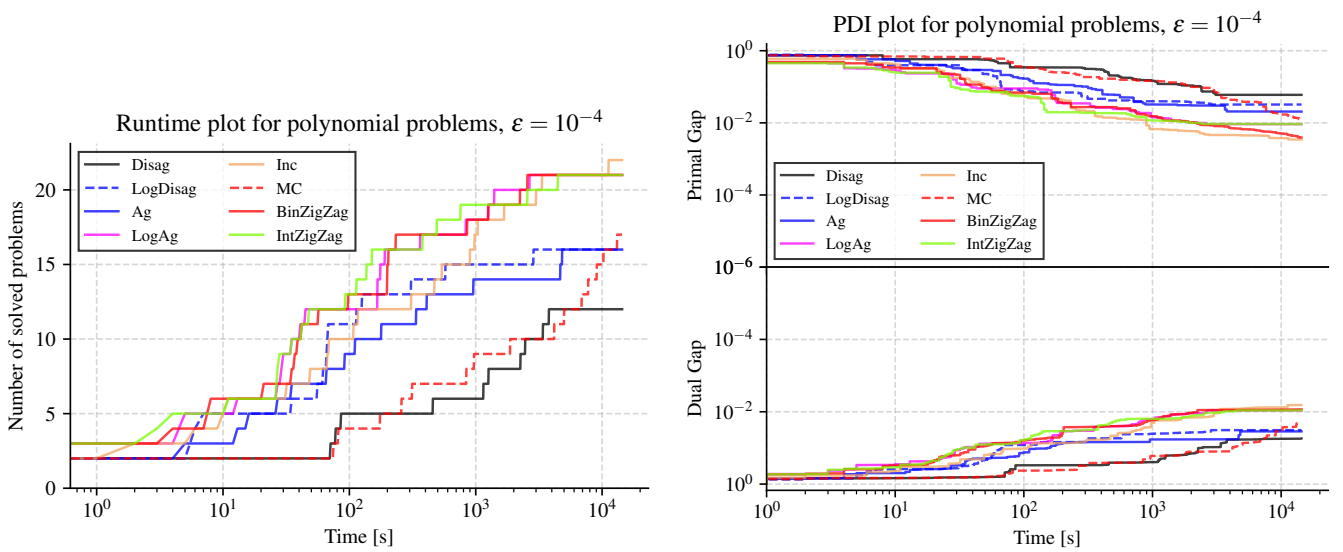 Runtime plot for polynomial problems, ε = 10⁻⁴
Number of solved problems
20
15
10
5
0
Disag
LogDisag
Ag
LogAg
Inc
MC
BinZigZag
IntZigZag
10⁰
10¹
10²
10³
10⁴
Time [s]
PDI plot for polynomial problems, ε = 10⁻⁴
Primal Gap
10⁰
10⁻²
10⁻⁴
10⁻⁶
Disag
LogDisag
Ag
LogAg
Inc
MC
BinZigZag
IntZigZag
Dual Gap
10⁻⁴
10⁻²
10⁰
10⁰
10¹
10²
10³
10⁴
Time [s]